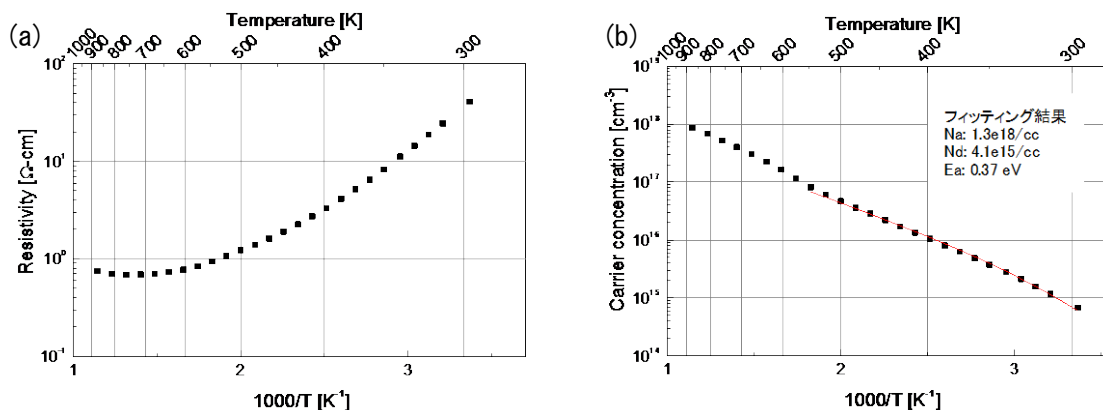 (a)
Temperature [K]
1000 900 800 700 600 500 400 300
10² 10¹ 10⁰ 10⁻¹
Resistivity [Ω-cm]
1 2 3
1000/T [K⁻¹]
(b)
Temperature [K]
1000 900 800 700 600 500 400 300
10¹⁹ 10¹⁸ 10¹⁷ 10¹⁶ 10¹⁵ 10¹⁴
Carrier concentration [cm⁻³]
フィッティング結果
Na: 1.3e18/cc
Nd: 4.1e15/cc
Ea: 0.37 eV
1 2 3
1000/T [K⁻¹]